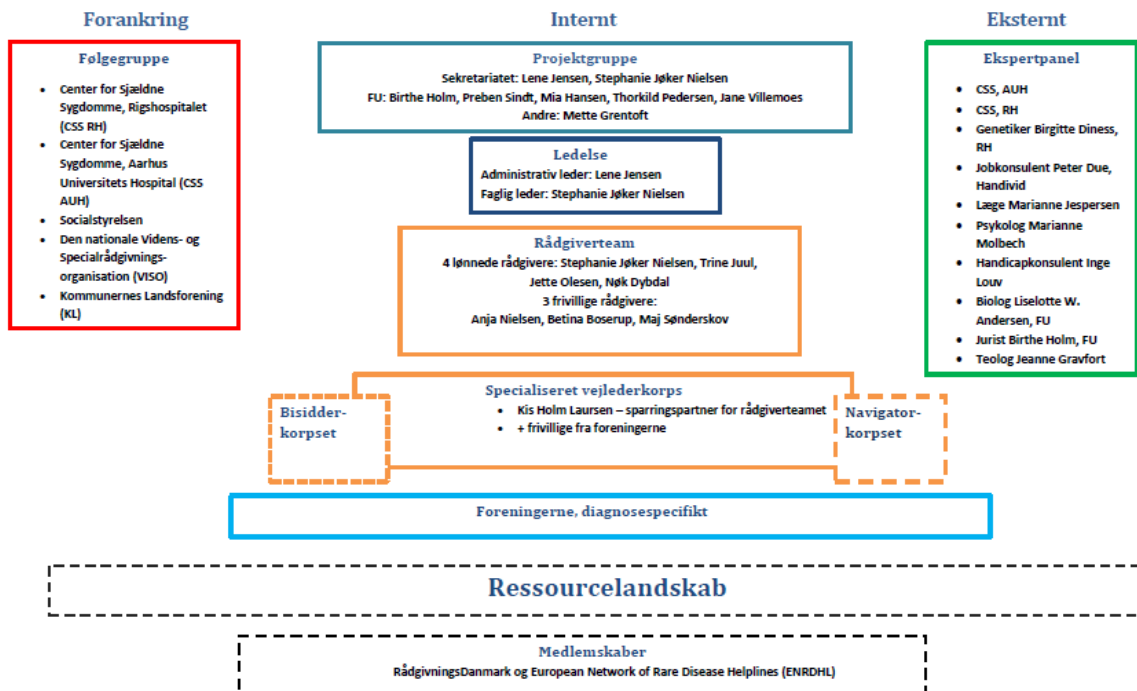 Forankring
Følgegruppe
• Center for Sjældne
Sygdomme, Rigshospitalet
(CSS RH)
• Center for Sjældne
Sygdomme, Aarhus
Universitets Hospital (CSS
AUH)
• Socialstyrelsen
• Den nationale Videns- og
Specialrådgivnings-
organisation (VISO)
• Kommunernes Landsforening
(KL)
Internt
Projektgruppe
Sekretariatet: Lene Jensen, Stephanie Jøker Nielsen
FU: Birthe Holm, Preben Sindt, Mia Hansen, Thorkild Pedersen, Jane Villemoes
Andre: Mette Grentoft
Ledelse
Administrativ leder: Lene Jensen
Faglig leder: Stephanie Jøker Nielsen
Rådgiverteam
4 lønnede rådgivere: Stephanie Jøker Nielsen, Trine Juul,
Jette Olesen, Nøk Dybdal
3 frivillige rådgivere:
Anja Nielsen, Betina Boserup, Maj Sønderskov
Eksternt
Ekspertpanel
• CSS, AUH
• CSS, RH
• Genetiker Birgitte Diness,
RH
• Jobkonsulent Peter Due,
Handivid
• Læge Marianne Jespersen
• Psykolog Marianne
Molbech
• Handicapkonsulent Inge
Louv
• Biolog Liselotte W.
Andersen, FU
• Jurist Birthe Holm, FU
• Teolog Jeanne Gravfort
Bisidder-
korpset
Specialiseret vejlederkorps
• Kis Holm Laursen – sparringspartner for rådgiverteamet
• + frivillige fra foreningerne
Navigator-
korpset
Foreningerne, diagnosespecifikt
Ressourcelandskab
Medlemskaber
RådgivningsDanmark og European Network of Rare Disease Helplines (ENRDHL)